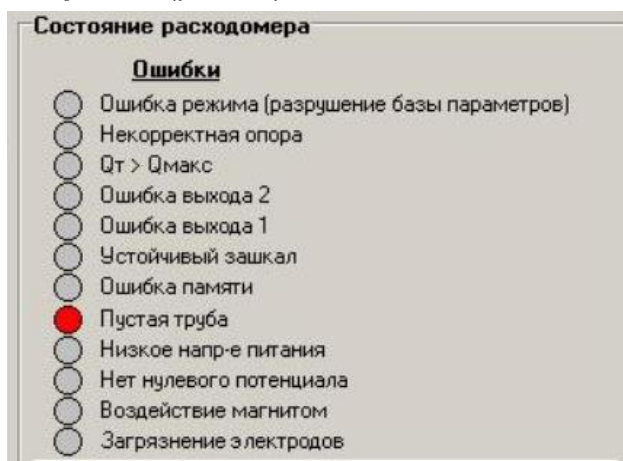 Состояние расходомера
Ошибки
Ошибка режима (разрушение базы параметров)
Некорректная опора
Qт > Qмакс
Ошибка выхода 2
Ошибка выхода 1
Устойчивый зашкал
Ошибка памяти
Пустая труба
Низкое напр-е питания
Нет нулевого потенциала
Воздействие магнитом
Загрязнение электродов